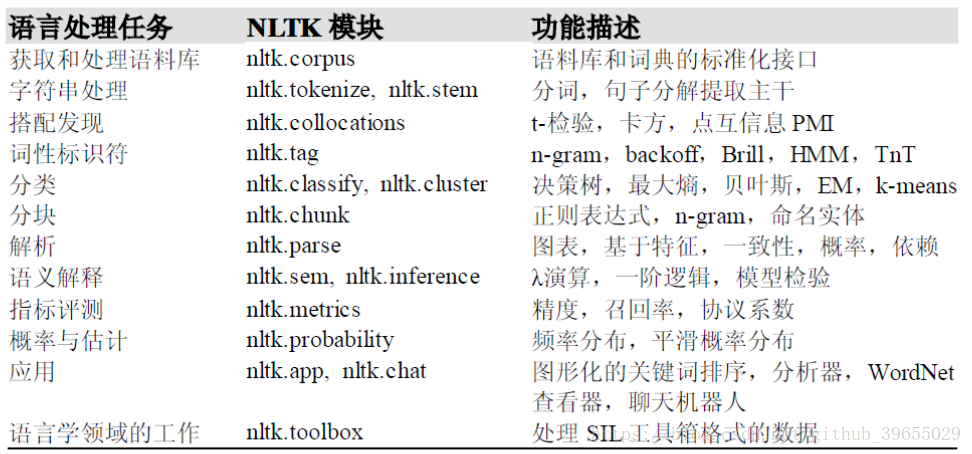 语言处理任务 NLTK 模块 功能描述
获取和处理语料库 nltk.corpus 语料库和词典的标准化接口
字符串处理 nltk.tokenize, nltk.stem 分词，句子分解提取主干
搭配发现 nltk.collocations t-检验，卡方，点互信息 PMI
词性标识符 nltk.tag n-gram，backoff，Brill，HMM，TnT
分类 nltk.classify, nltk.cluster 决策树，最大熵，贝叶斯，EM，k-means
分块 nltk.chunk 正则表达式，n-gram，命名实体
解析 nltk.parse 图表，基于特征，一致性，概率，依赖
语义解释 nltk.sem, nltk.inference λ演算，一阶逻辑，模型检验
指标评测 nltk.metrics 精度，召回率，协议系数
概率与估计 nltk.probability 频率分布，平滑概率分布
应用 nltk.app, nltk.chat 图形化的关键词排序，分析器，WordNet
查看器，聊天机器人
语言学领域的工作 nltk.toolbox 处理 SIL 工具箱格式的数据
github_39655029